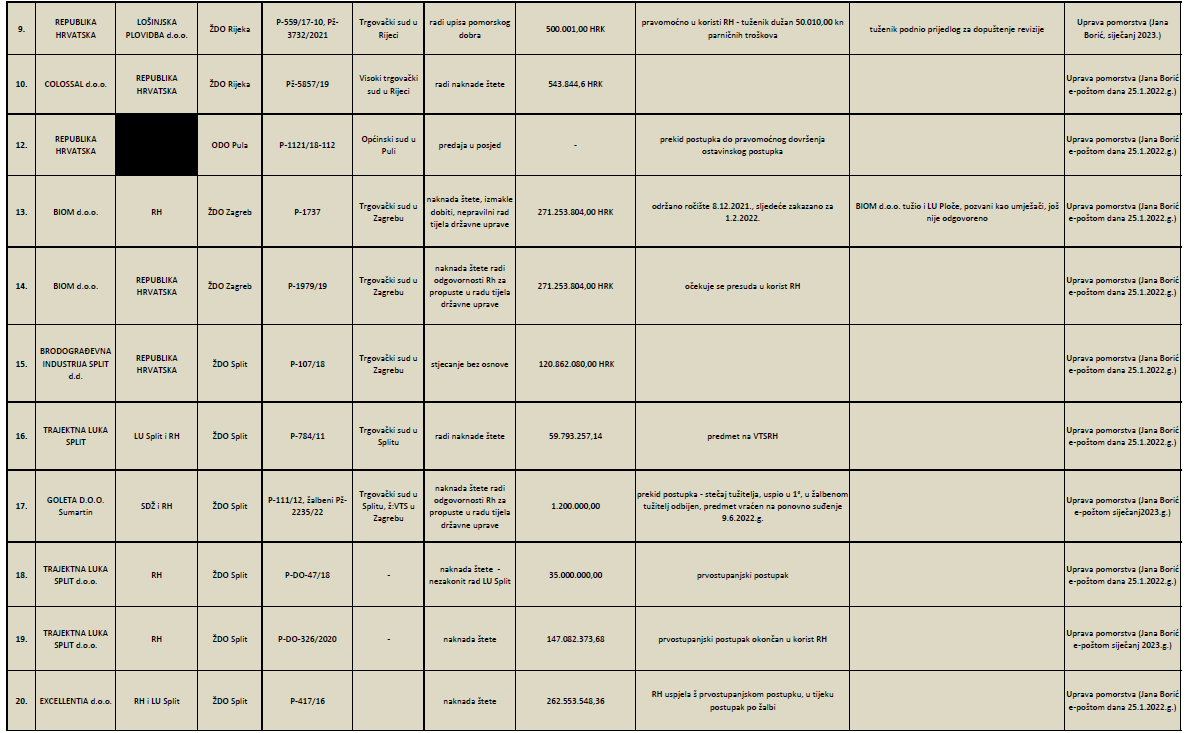 9. REPUBLIKA HRVATSKA LOŠINJSKA PLOVIDBA d.o.o. ŽDO Rijeka P-559/17-10, Pž-3732/2021 Trgovački sud u Rijeci radi upisa pomorskog dobra 500.001,00 HRK pravomoćno u koristi RH - tuženik dužan 50.010,00 kn parničnih troškova tuženik podnio prijedlog za dopuštenje revizije Uprava pomorstva (Jana Borić, siječanj 2023.)
10. COLOSSAL d.o.o. REPUBLIKA HRVATSKA ŽDO Rijeka Pž-5857/19 Visoki trgovački sud u Rijeci radi naknade štete 543.844,6 HRK Uprava pomorstva (Jana Borić e-poštom dana 25.1.2022.g.)
12. REPUBLIKA HRVATSKA ODO Pula P-1121/18-112 Općinski sud u Puli predaja u posjed - prekid postupka do pravomoćnog dovršenja ostavinskog postupka Uprava pomorstva (Jana Borić e-poštom dana 25.1.2022.g.)
13. BIOM d.o.o. RH ŽDO Zagreb P-1737 Trgovački sud u Zagrebu naknada štete, izmakle dobiti, nepravilni rad tijela državne uprave 271.253.804,00 HRK održano ročište 8.12.2021., sljedeće zakazano za 1.2.2022. BIOM d.o.o. tužio i LU Ploče, pozvani kao umješači, još nije odgovoreno Uprava pomorstva (Jana Borić e-poštom dana 25.1.2022.g.)
14. BIOM d.o.o. REPUBLIKA HRVATSKA ŽDO Zagreb P-1979/19 Trgovački sud u Zagrebu naknada štete radi odgovornosti Rh za propuste u radu tijela državne uprave 271.253.804,00 HRK očekuje se presuda u korist RH Uprava pomorstva (Jana Borić e-poštom dana 25.1.2022.g.)
15. BRODOGRAĐEVNA INDUSTRIJA SPLIT d.d. REPUBLIKA HRVATSKA ŽDO Split P-107/18 Trgovački sud u Zagrebu stjecanje bez osnove 120.862.080,00 HRK Uprava pomorstva (Jana Borić e-poštom dana 25.1.2022.g.)
16. TRAJEKTNA LUKA SPLIT LU Split i RH ŽDO Split P-784/11 Trgovački sud u Splitu radi naknade štete 59.793.257,14 predmet na VTSRH Uprava pomorstva (Jana Borić e-poštom dana 25.1.2022.g.)
17. GOLETA D.O.O. Sumartin SDŽ i RH ŽDO Split P-111/12, žalbeni Pž-2235/22 Trgovački sud u Splitu, ž:VTS u Zagrebu naknada štete radi odgovornosti Rh za propuste u radu tijela državne uprave 1.200.000,00 prekid postupka - stečaj tužitelja, uspio u 1°, u žalbenom tužitelj odbijen, predmet vraćen na ponovno suđenje 9.6.2022.g. Uprava pomorstva (Jana Borić e-poštom siječanj2023.g.)
18. TRAJEKTNA LUKA SPLIT d.o.o. RH ŽDO Split P-DO-47/18 - naknada štete - nezakonit rad LU Split 35.000.000,00 prvostupanjski postupak Uprava pomorstva (Jana Borić e-poštom dana 25.1.2022.g.)
19. TRAJEKTNA LUKA SPLIT d.o.o. RH ŽDO Split P-DO-326/2020 - naknada štete 147.082.373,68 prvostupanjski postupak okončan u korist RH Uprava pomorstva (Jana Borić e-poštom siječanj 2023.g.)
20. EXCELLENTIA d.o.o. RH i LU Split ŽDO Split P-417/16 naknada štete 262.553.548,36 RH uspjela š prvostupanjskom postupku, u tijeku postupak po žalbi Uprava pomorstva (Jana Borić e-poštom dana 25.1.2022.g.)